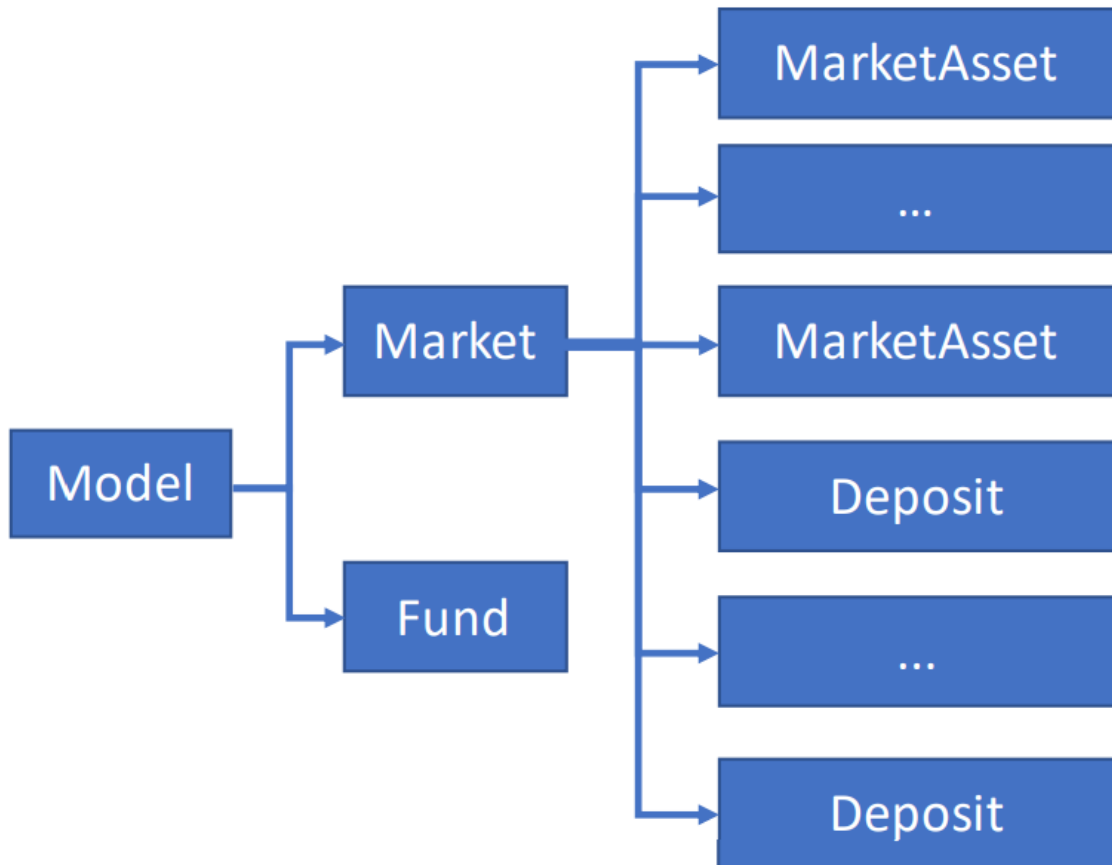 MarketAsset
...
Market
MarketAsset
Model
Deposit
Fund
...
Deposit